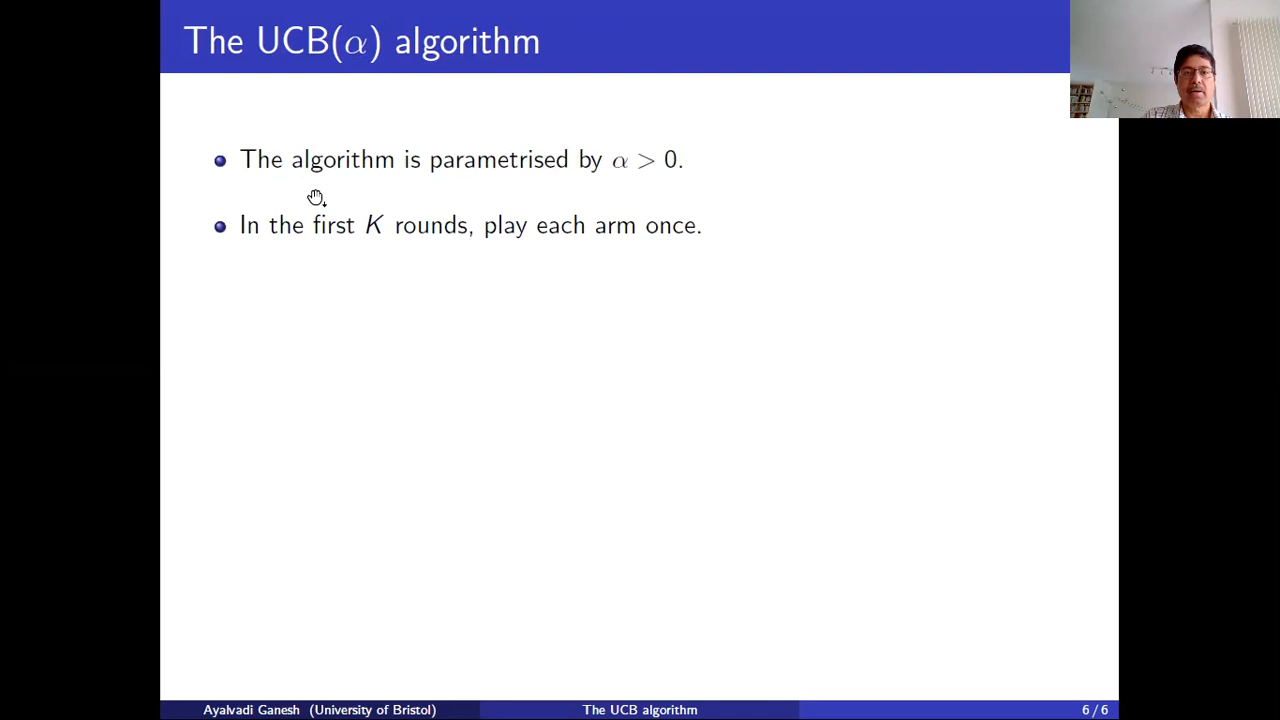 The UCB(α) algorithm
The algorithm is parametrised by α > 0.
In the first K rounds, play each arm once.
Ayalvadi Ganesh (University of Bristol)
The UCB algorithm
6 / 6